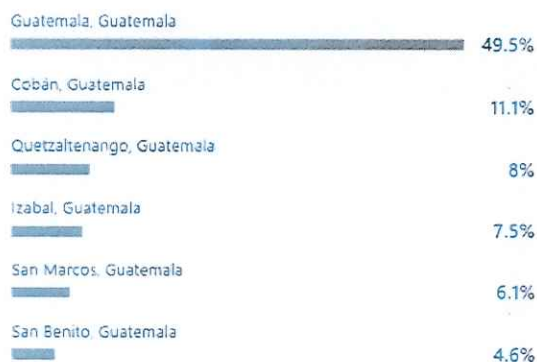 Guatemala, Guatemala
49.5%
Cobán, Guatemala
11.1%
Quetzaltenango, Guatemala
8%
Izabal, Guatemala
7.5%
San Marcos, Guatemala
6.1%
San Benito, Guatemala
4.6%